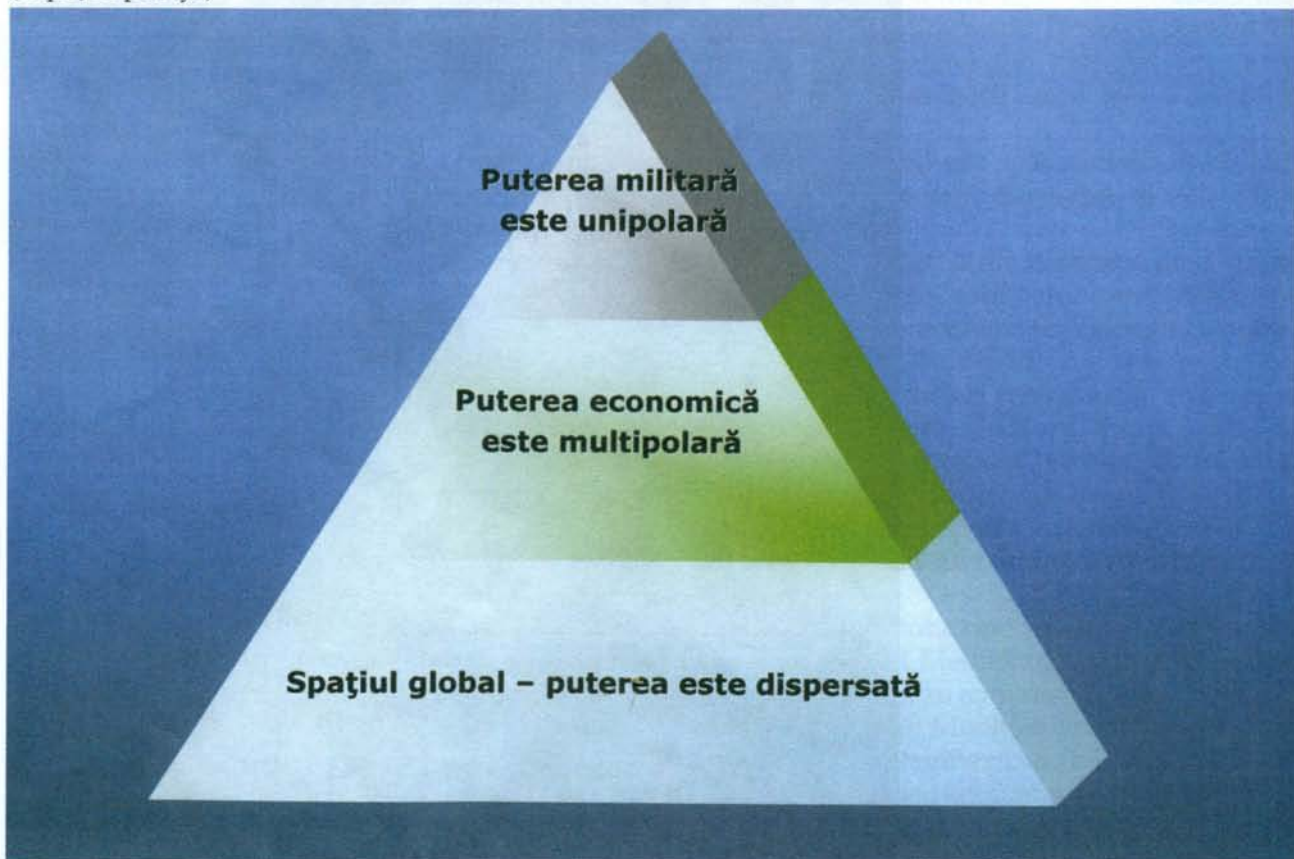 Puterea militară
este unipolară
Puterea economică
este multipolară
Spaţiul global – puterea este dispersată